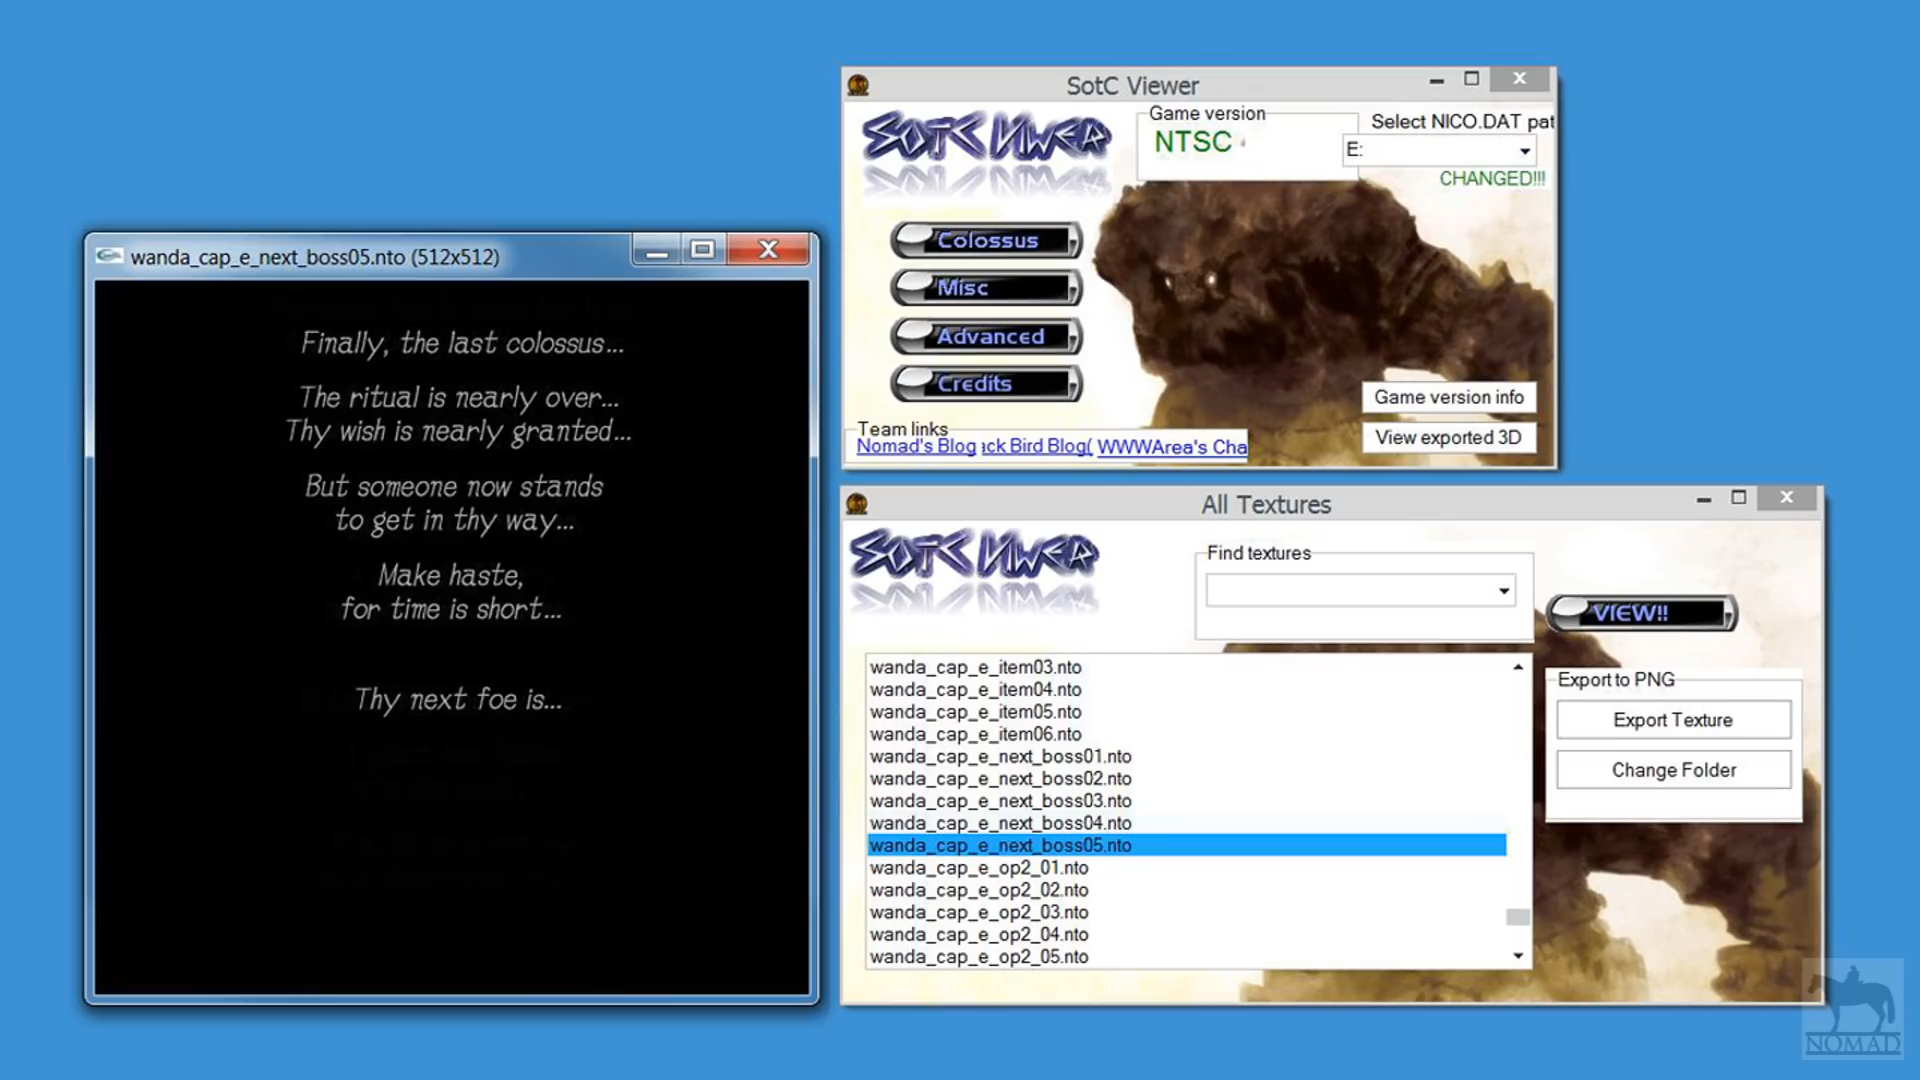 wanda_cap_e_next_boss05.nto (512x512)
Finally, the last colossus...
The ritual is nearly over...
Thy wish is nearly granted...
But someone now stands
to get in thy way...
Make haste,
for time is short...
Thy next foe is...
SotC Viewer
SOTC VIWER
Game version
NTSC
Select NICO.DAT pat
E:
CHANGED!!!
Colossus
Misc
Advanced
Credits
Game version info
View exported 3D
Team links
Nomad's Blog ack Bird Blog( WWWArea's Cha
All Textures
SOTC VIWER
Find textures
VIEW!!
wanda_cap_e_item03.nto
wanda_cap_e_item04.nto
wanda_cap_e_item05.nto
wanda_cap_e_item06.nto
wanda_cap_e_next_boss01.nto
wanda_cap_e_next_boss02.nto
wanda_cap_e_next_boss03.nto
wanda_cap_e_next_boss04.nto
wanda_cap_e_next_boss05.nto
wanda_cap_e_op2_01.nto
wanda_cap_e_op2_02.nto
wanda_cap_e_op2_03.nto
wanda_cap_e_op2_04.nto
wanda_cap_e_op2_05.nto
Export to PNG
Export Texture
Change Folder
NOMAD